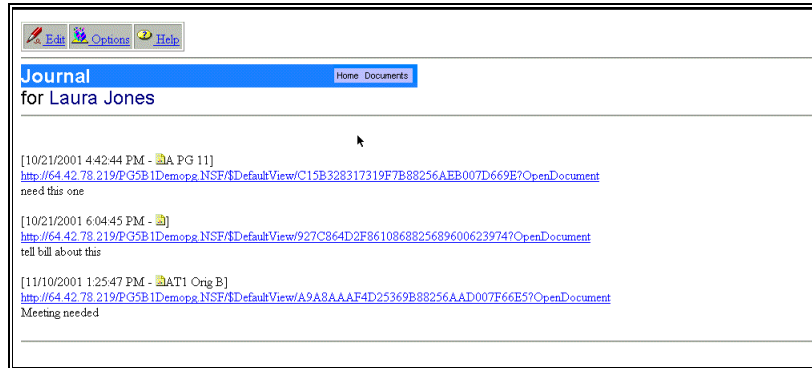 Edit Options Help
Journal Home Documents
for Laura Jones
[10/21/2001 4:42:44 PM - A PG 11]
http://64.42.78.219/PG5B1Demopg.NSF/$DefaultView/C15B328317319F7B88256AEB007D669E?OpenDocument
need this one
[10/21/2001 6:04:45 PM - ]
http://64.42.78.219/PG5B1Demopg.NSF/$DefaultView/927C864D2F8610868825689600623974?OpenDocument
tell bill about this
[11/10/2001 1:25:47 PM - AT1 Orig B]
http://64.42.78.219/PG5B1Demopg.NSF/$DefaultView/A9A8AAAF4D25369B88256AAD007F66E5?OpenDocument
Meeting needed